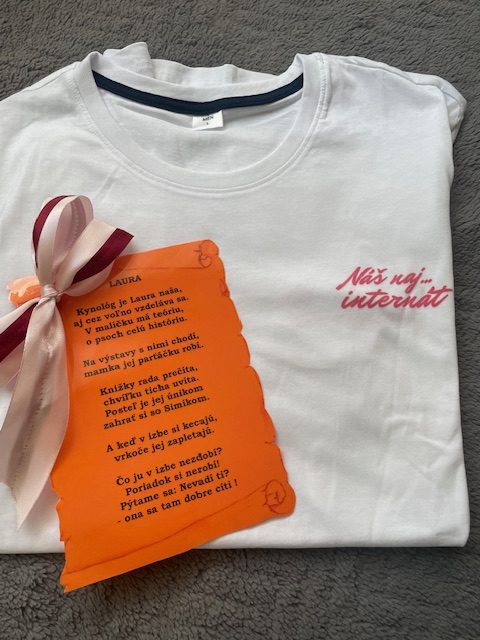 MEN
L
Náš naj...
internát
LAURA
Kynológ je Laura naša,
aj cez voľno vzdeláva sa.
V malíčku má teóriu,
o psoch celú históriu.
Na výstavy s nimi chodí,
mamka jej parťáčku robí.
Knižky rada prečíta,
chvíľku ticha uvíta.
Posteľ je jej únikom
zahrať si so Simíkom.
A keď v izbe si kecajú,
vrkoče jej zapletajú.
Čo ju v izbe nezdobí?
Poriadok si nerobí!
Pýtame sa: Nevadí ti?
- ona sa tam dobre cíti !